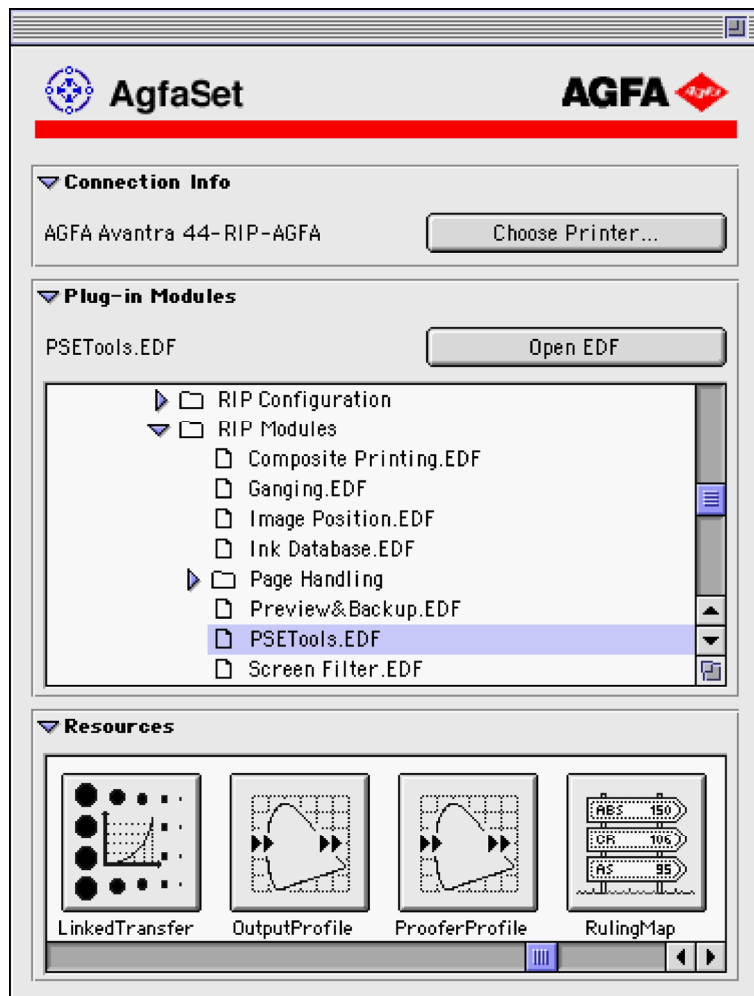 AgfaSet AGFA AGFA
Connection Info
AGFA Avantra 44-RIP-AGFA Choose Printer...
Plug-in Modules
PSETools.EDF Open EDF
RIP Configuration
RIP Modules
Composite Printing.EDF
Ganging.EDF
Image Position.EDF
Ink Database.EDF
Page Handling
Preview&Backup.EDF
PSETools.EDF
Screen Filter.EDF
Resources
ABS 150
CR 106
AS 95
LinkedTransfer OutputProfile ProoferProfile RulingMap